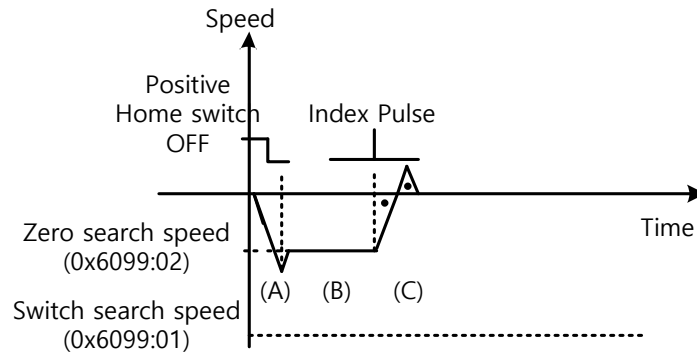 Speed
Positive
Home switch
OFF
Index Pulse
Time
Zero search speed
(0x6099:02)
(A)
(B)
(C)
Switch search speed
(0x6099:01)